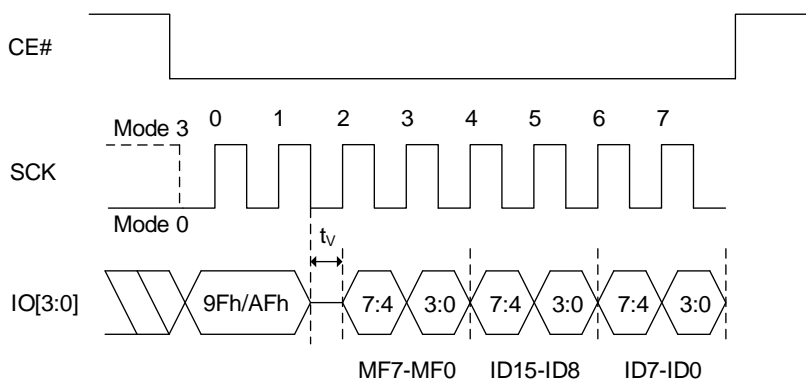 CE#
0 1 2 3 4 5 6 7
Mode 3
SCK
Mode 0
tV
IO[3:0] 9Fh/AFh 7:4 3:0 7:4 3:0 7:4 3:0
MF7-MF0 ID15-ID8 ID7-ID0